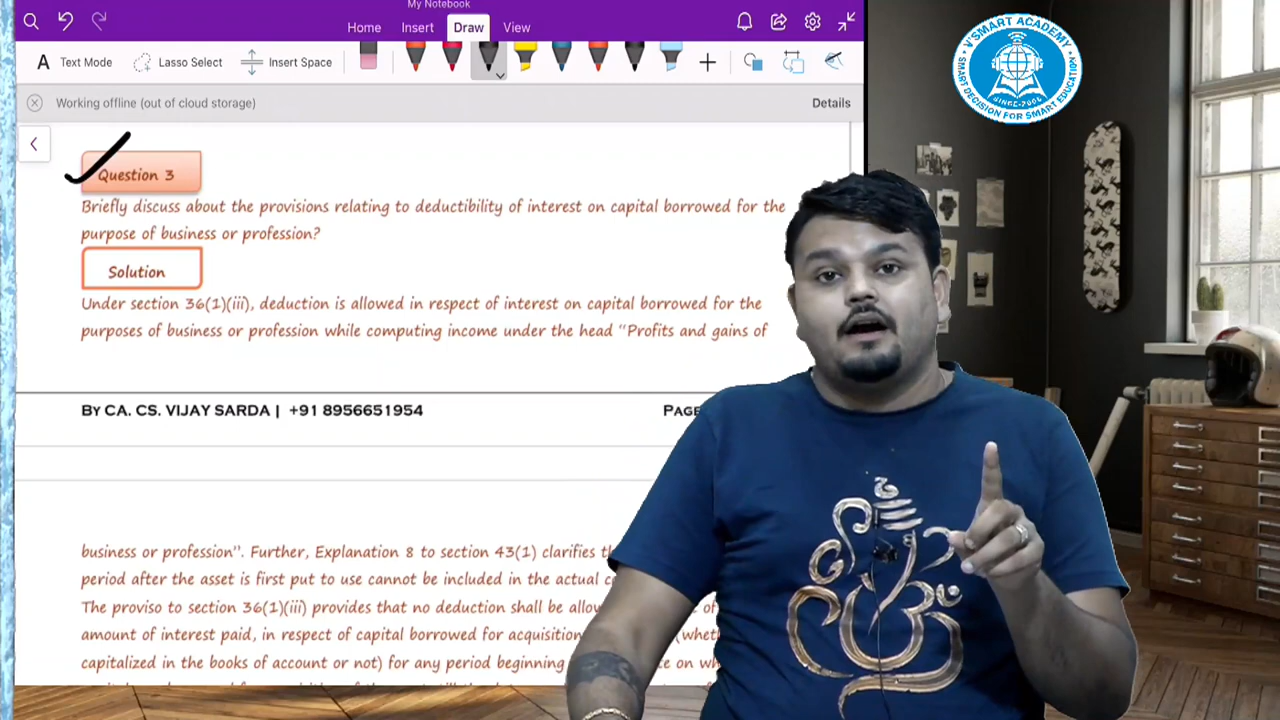 My Notebook
Home Insert Draw View
Text Mode Lasso Select Insert Space
Working offline (out of cloud storage) Details
V'SMART ACADEMY
SMART DECISION FOR SMART EDUCATION
Question 3
Briefly discuss about the provisions relating to deductibility of interest on capital borrowed for the
purpose of business or profession?
Solution
Under section 36(1)(iii), deduction is allowed in respect of interest on capital borrowed for the
purposes of business or profession while computing income under the head “Profits and gains of
BY CA. CS. VIJAY SARDA | +91 8956651954 PAGE
business or profession”. Further, Explanation 8 to section 43(1) clarifies
period after the asset is first put to use cannot be included in the actual
The proviso to section 36(1)(iii) provides that no deduction shall be of
amount of interest paid, in respect of capital borrowed for acquisition
capitalized in the books of account or not) for any period beginning on